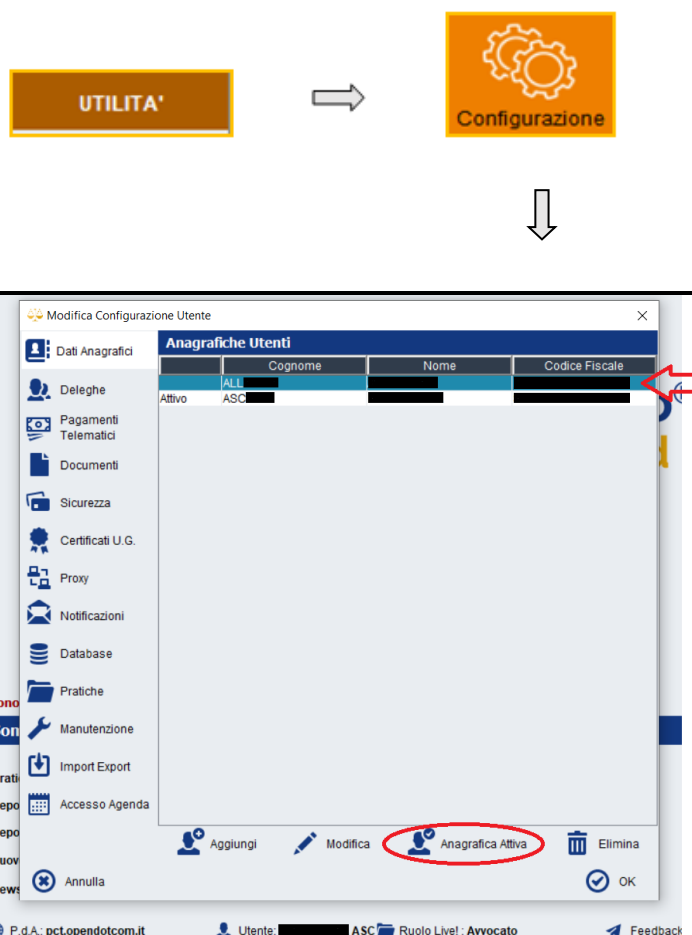 UTILITA'
Configurazione
Modifica Configurazione Utente
Dati Anagrafici
Anagrafiche Utenti
Cognome Nome Codice Fiscale
ALL
Attivo ASC
Deleghe
Pagamenti
Telematici
Documenti
Sicurezza
Certificati U.G.
Proxy
Notificazioni
Database
Pratiche
Manutenzione
Import Export
Accesso Agenda
Aggiungi Modifica Anagrafica Attiva Elimina
Annulla OK
P.d.A.: pct.opendotcom.it Utente: ASC Ruolo Live! : Avvocato Feedback